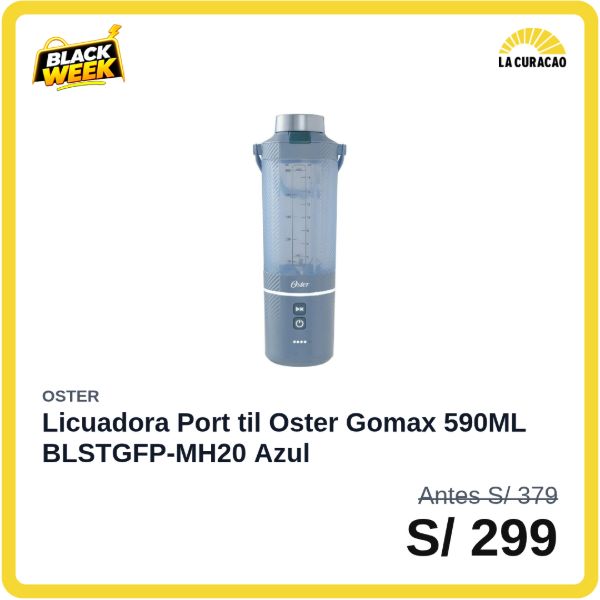 BLACK
WEEK
LA CURACAO
Oster
OSTER
Licuadora Port til Oster Gomax 590ML
BLSTGFP-MH20 Azul
Antes S/ 379
S/ 299